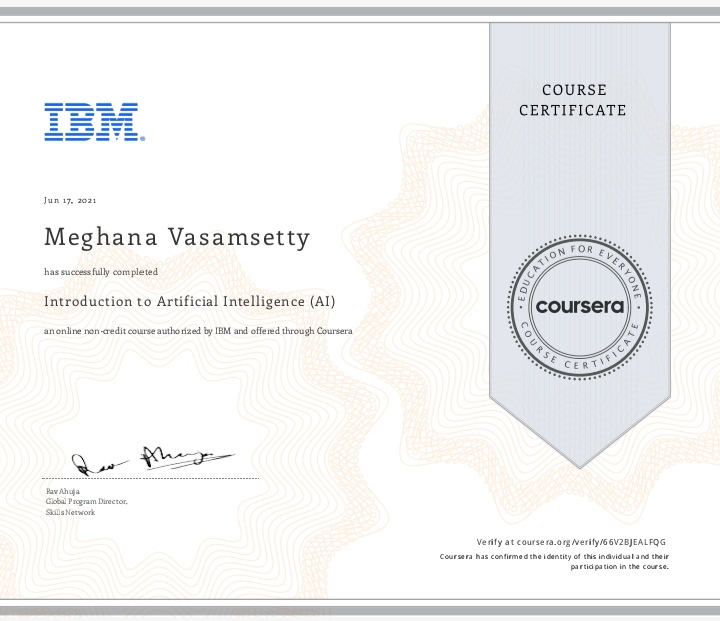 COURSE
CERTIFICATE
IBM®
Jun 17, 2021
Meghana Vasamsetty
has successfully completed
Introduction to Artificial Intelligence (AI)
an online non-credit course authorized by IBM and offered through Coursera
EDUCATION FOR EVERYONE
coursera
COURSE CERTIFICATE
Rav Ahuja
Global Program Director,
Skills Network
Verify at coursera.org/verify/66V2BJEALFQG
Coursera has confirmed the identity of this individual and their
participation in the course.